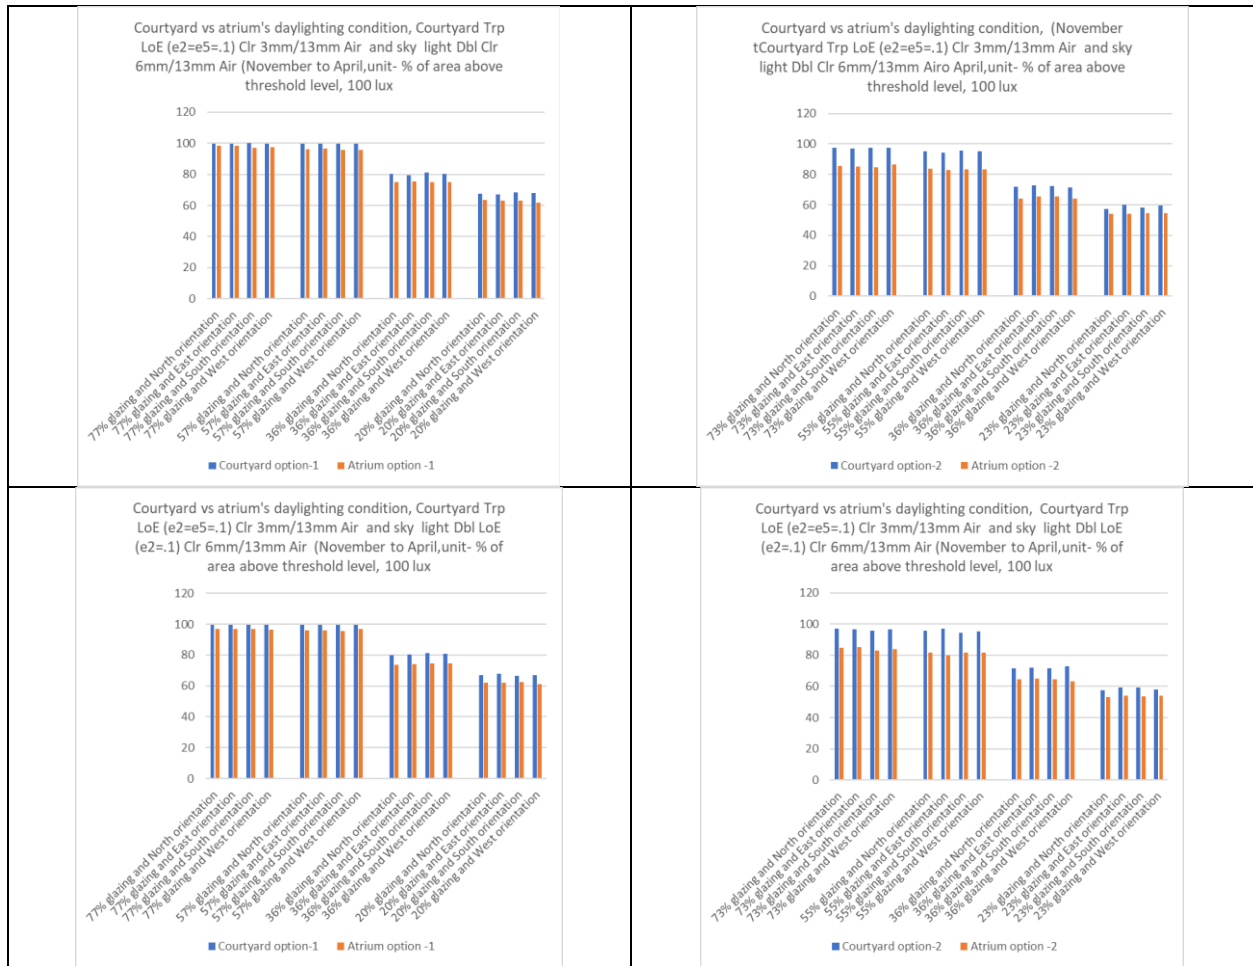 Courtyard vs atrium's daylighting condition, Courtyard Trp
LoE (e2=e5=.1) Clr 3mm/13mm Air and sky light Dbl Clr
6mm/13mm Air (November to April,unit- % of area above
threshold level, 100 lux
120
100
80
60
40
20
0
77% glazing and North orientation
77% glazing and East orientation
77% glazing and South orientation
77% glazing and West orientation
57% glazing and North orientation
57% glazing and East orientation
57% glazing and South orientation
57% glazing and West orientation
36% glazing and North orientation
36% glazing and East orientation
36% glazing and South orientation
36% glazing and West orientation
20% glazing and North orientation
20% glazing and East orientation
20% glazing and South orientation
20% glazing and West orientation
Courtyard option-1 Atrium option -1
Courtyard vs atrium's daylighting condition, (November
tCourtyard Trp LoE (e2=e5=.1) Clr 3mm/13mm Air and sky
light Dbl Clr 6mm/13mm Airo April,unit- % of area above
threshold level, 100 lux
120
100
80
60
40
20
0
73% glazing and North orientation
73% glazing and East orientation
73% glazing and South orientation
73% glazing and West orientation
55% glazing and North orientation
55% glazing and East orientation
55% glazing and South orientation
55% glazing and West orientation
36% glazing and North orientation
36% glazing and East orientation
36% glazing and South orientation
36% glazing and West orientation
23% glazing and North orientation
23% glazing and East orientation
23% glazing and South orientation
23% glazing and West orientation
Courtyard option-2 Atrium option -2
Courtyard vs atrium's daylighting condition, Courtyard Trp
LoE (e2=e5=.1) Clr 3mm/13mm Air and sky light Dbl LoE
(e2=.1) Clr 6mm/13mm Air (November to April,unit- % of
area above threshold level, 100 lux
120
100
80
60
40
20
0
77% glazing and North orientation
77% glazing and East orientation
77% glazing and South orientation
77% glazing and West orientation
57% glazing and North orientation
57% glazing and East orientation
57% glazing and South orientation
57% glazing and West orientation
36% glazing and North orientation
36% glazing and East orientation
36% glazing and South orientation
36% glazing and West orientation
20% glazing and North orientation
20% glazing and East orientation
20% glazing and South orientation
20% glazing and West orientation
Courtyard option-1 Atrium option -1
Courtyard vs atrium's daylighting condition, Courtyard Trp
LoE (e2=e5=.1) Clr 3mm/13mm Air and sky light Dbl LoE
(e2=.1) Clr 6mm/13mm Air (November to April,unit- % of
area above threshold level, 100 lux
120
100
80
60
40
20
0
73% glazing and North orientation
73% glazing and East orientation
73% glazing and South orientation
73% glazing and West orientation
55% glazing and North orientation
55% glazing and East orientation
55% glazing and South orientation
55% glazing and West orientation
36% glazing and North orientation
36% glazing and East orientation
36% glazing and South orientation
36% glazing and West orientation
23% glazing and North orientation
23% glazing and East orientation
23% glazing and South orientation
23% glazing and West orientation
Courtyard option-2 Atrium option -2